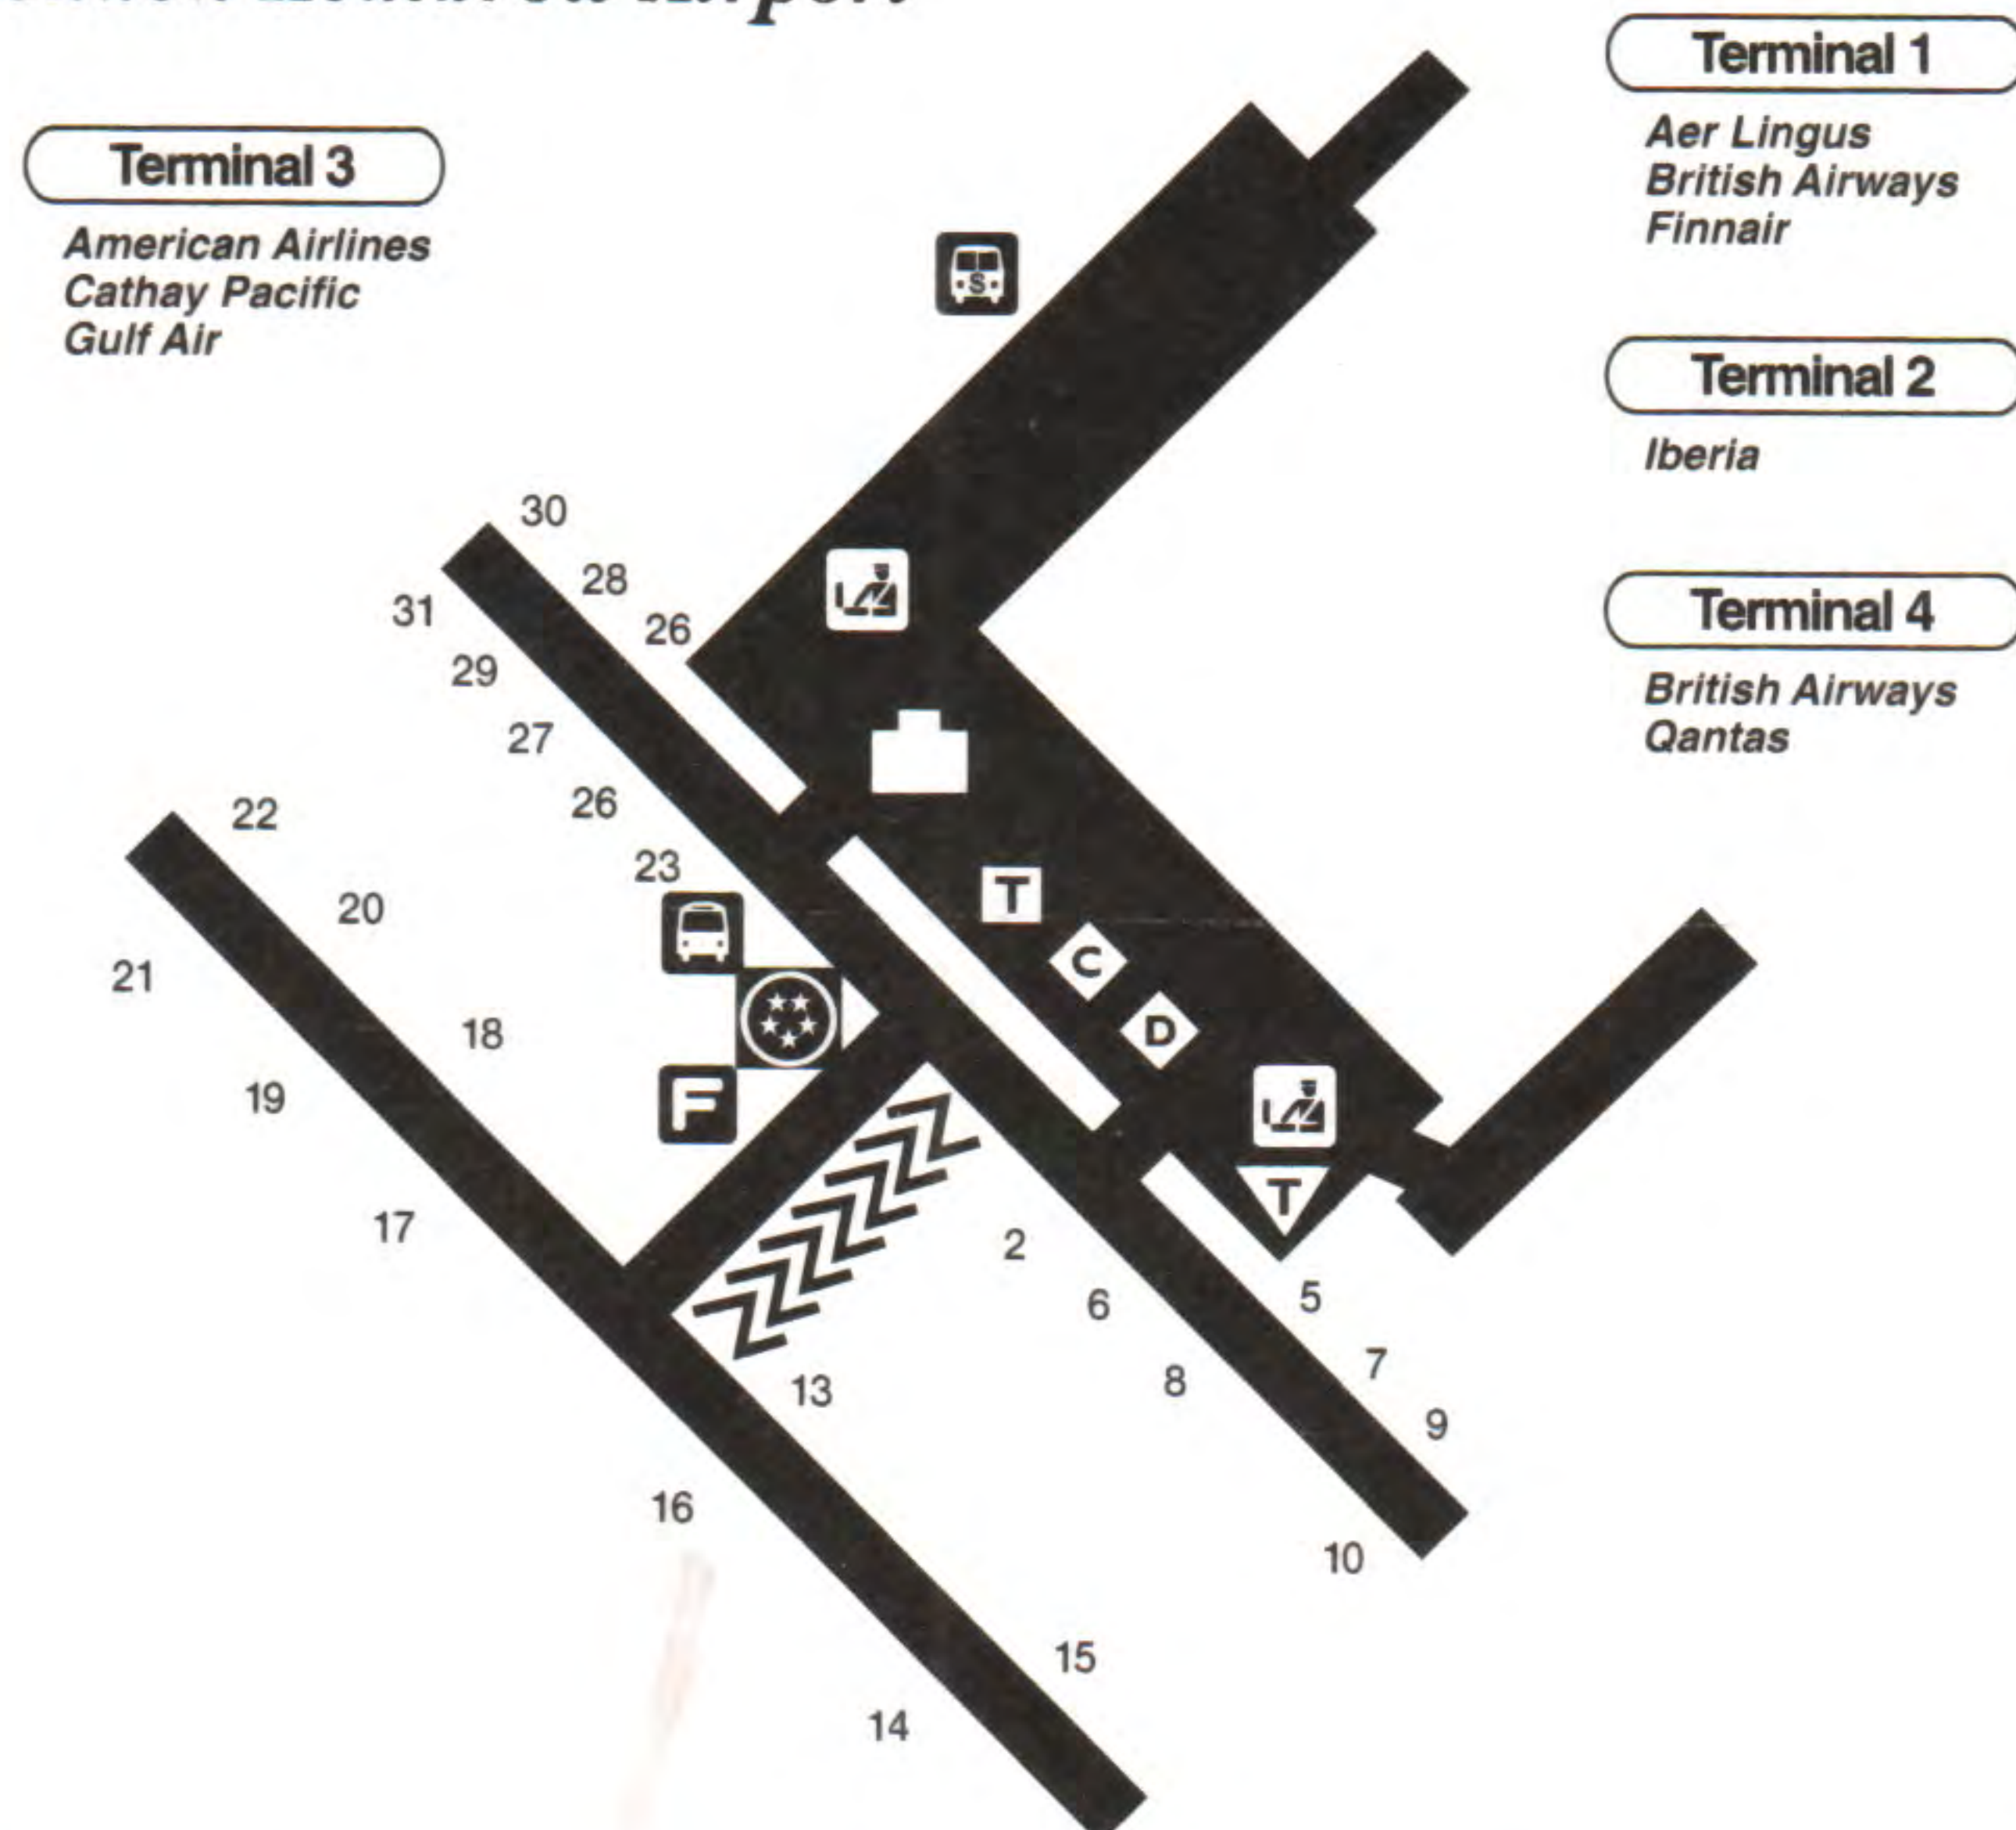 Heathrow Airport
Terminal 3
American Airlines
Cathay Pacific
Gulf Air
Terminal 1
Aer Lingus
British Airways
Finnair
Terminal 2
Iberia
Terminal 4
British Airways
Qantas
S
30
28
26
31
29
27
26
23
22
20
18
21
19
17
T
C
D
F
T
2
6
8
10
5
7
9
13
16
15
14